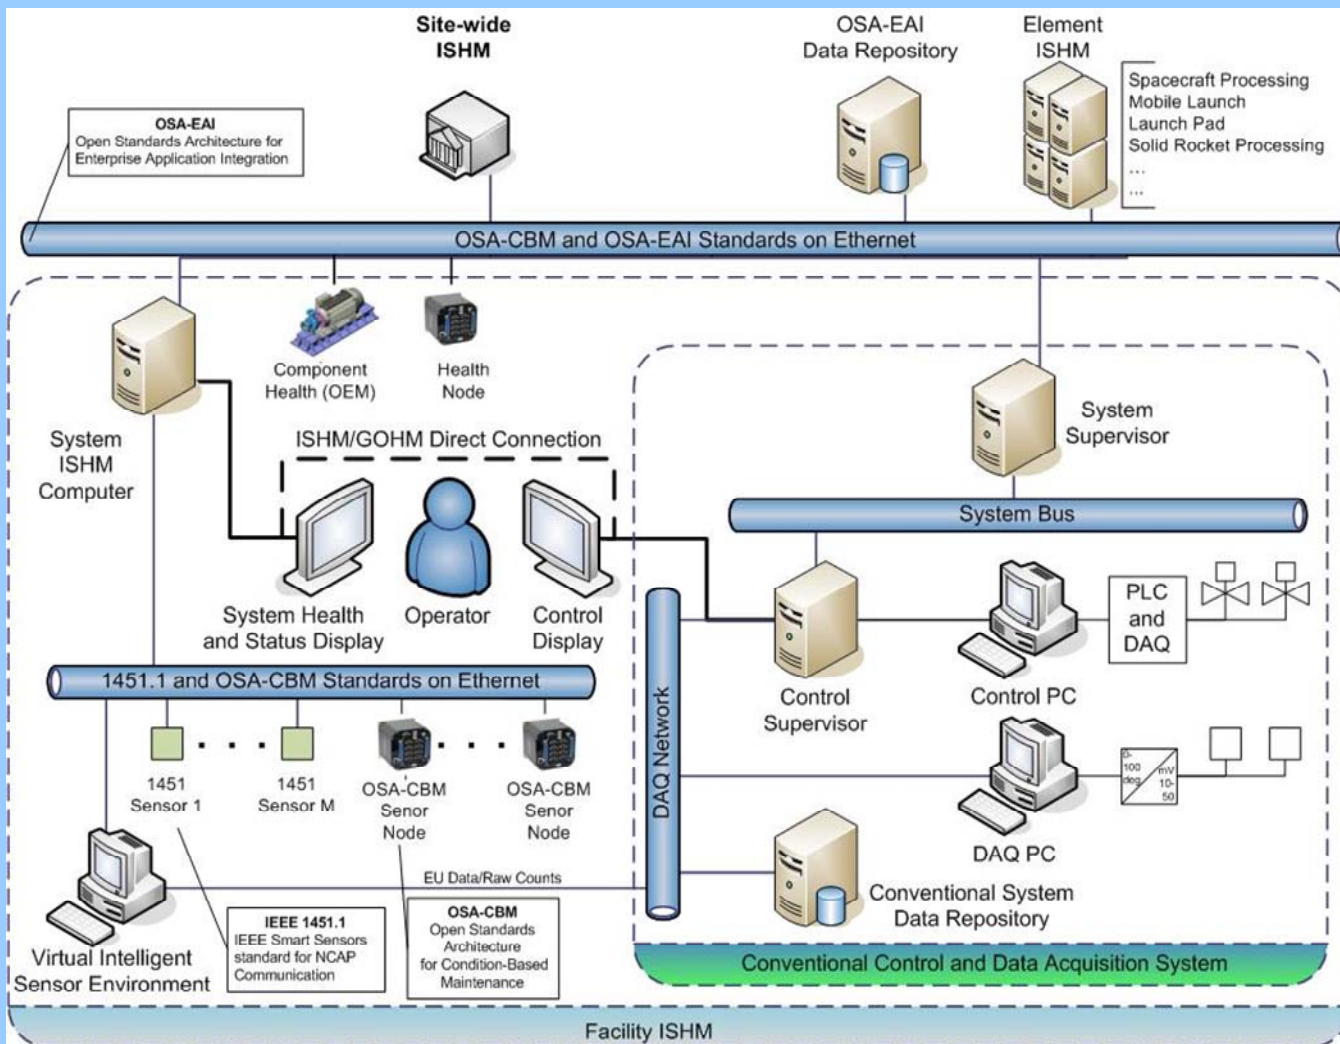 Site-wide
ISHM
OSA-EAI
Data Repository
Element
ISHM
Spacecraft Processing
Mobile Launch
Launch Pad
Solid Rocket Processing
...
...
OSA-EAI
Open Standards Architecture for
Enterprise Application Integration
OSA-CBM and OSA-EAI Standards on Ethernet
Component
Health (OEM)
Health
Node
System
ISHM
Computer
ISHM/GOHM Direct Connection
System
Supervisor
System Bus
System Health
and Status Display
Operator
Control
Display
PLC
and
DAQ
Control
Supervisor
Control PC
1451.1 and OSA-CBM Standards on Ethernet
DAQ Network
1451
Sensor 1
1451
Sensor M
OSA-CBM
Senor
Node
OSA-CBM
Senor
Node
0-
100
deg
mV
10-
50
DAQ PC
EU Data/Raw Counts
Conventional System
Data Repository
Virtual Intelligent
Sensor Environment
IEEE 1451.1
IEEE Smart Sensors
standard for NCAP
Communication
OSA-CBM
Open Standards
Architecture
for Condition-Based
Maintenance
Conventional Control and Data Acquisition System
Facility ISHM